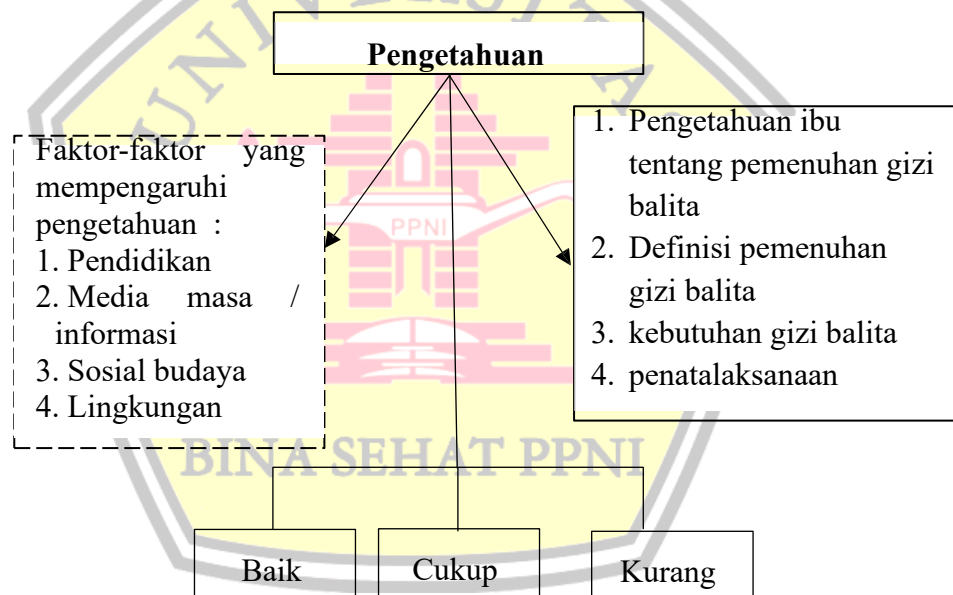 UNIVERSITA
Pengetahuan
Faktor-faktor yang
mempengaruhi
pengetahuan :
1. Pendidikan
2. Media masa /
informasi
3. Sosial budaya
4. Lingkungan
1. Pengetahuan ibu
tentang pemenuhan gizi
balita
2. Definisi pemenuhan
gizi balita
3. kebutuhan gizi balita
4. penatalaksanaan
PPNI
BINA SEHAT PPNI
Baik
Cukup
Kurang